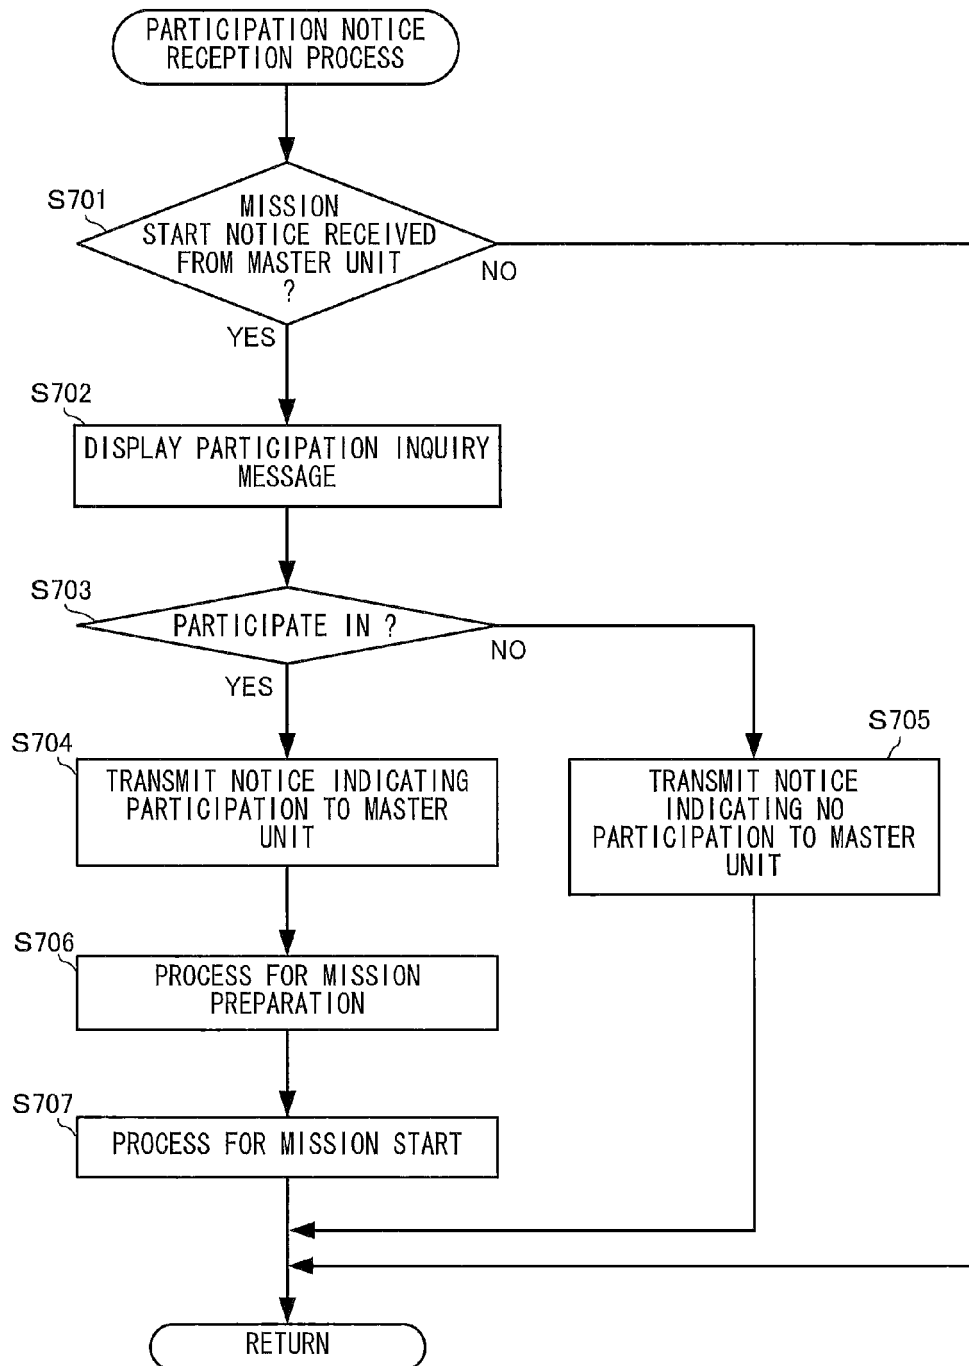 PARTICIPATION NOTICE
RECEPTION PROCESS
S701
MISSION
START NOTICE RECEIVED
FROM MASTER UNIT
?
NO
YES
S702
DISPLAY PARTICIPATION INQUIRY
MESSAGE
S703
PARTICIPATE IN ?
NO
YES
S704
TRANSMIT NOTICE INDICATING
PARTICIPATION TO MASTER
UNIT
S705
TRANSMIT NOTICE
INDICATING NO
PARTICIPATION TO MASTER
UNIT
S706
PROCESS FOR MISSION
PREPARATION
S707
PROCESS FOR MISSION START
RETURN